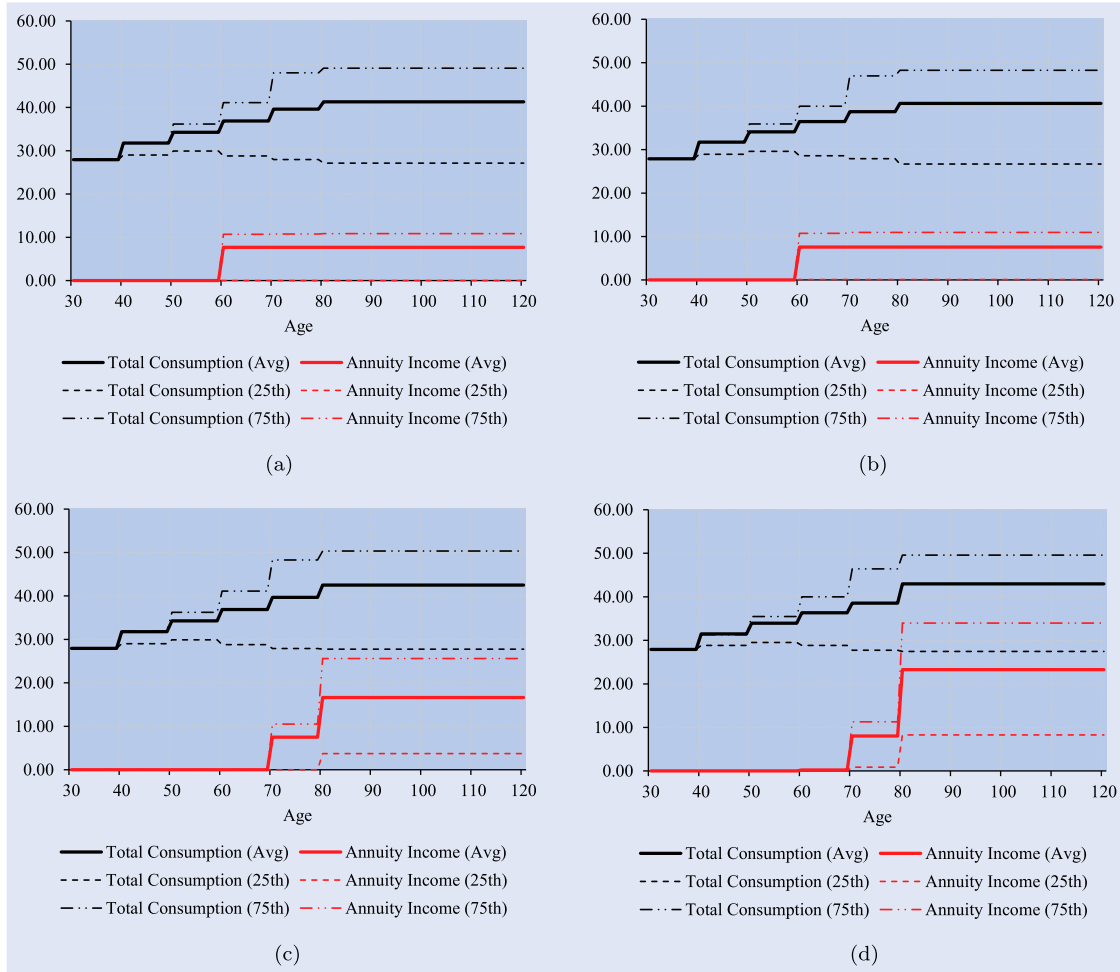 60.00
50.00
40.00
30.00
20.00
10.00
0.00
30 40 50 60 70 80 90 100 110 120
Age
Total Consumption (Avg) Annuity Income (Avg)
Total Consumption (25th) Annuity Income (25th)
Total Consumption (75th) Annuity Income (75th)
(a)
60.00
50.00
40.00
30.00
20.00
10.00
0.00
30 40 50 60 70 80 90 100 110 120
Age
Total Consumption (Avg) Annuity Income (Avg)
Total Consumption (25th) Annuity Income (25th)
Total Consumption (75th) Annuity Income (75th)
(b)
60.00
50.00
40.00
30.00
20.00
10.00
0.00
30 40 50 60 70 80 90 100 110 120
Age
Total Consumption (Avg) Annuity Income (Avg)
Total Consumption (25th) Annuity Income (25th)
Total Consumption (75th) Annuity Income (75th)
(c)
60.00
50.00
40.00
30.00
20.00
10.00
0.00
30 40 50 60 70 80 90 100 110 120
Age
Total Consumption (Avg) Annuity Income (Avg)
Total Consumption (25th) Annuity Income (25th)
Total Consumption (75th) Annuity Income (75th)
(d)